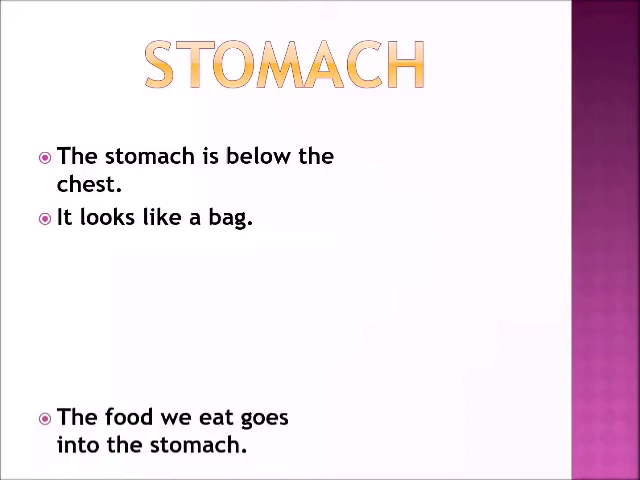 STOMACH
The stomach is below the
chest.
It looks like a bag.
The food we eat goes
into the stomach.